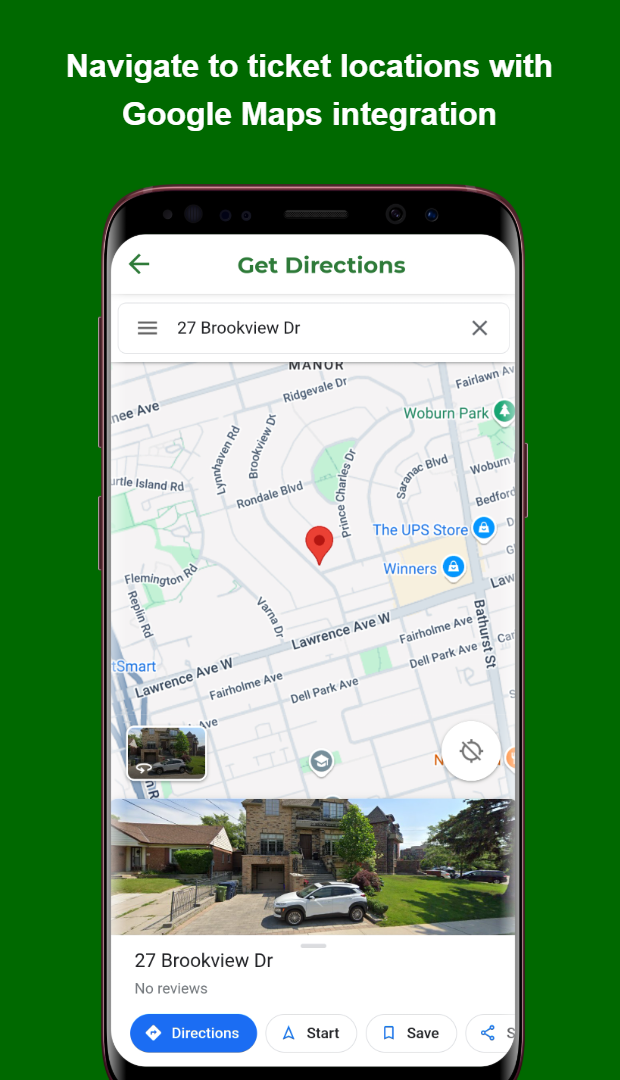 Navigate to ticket locations with
Google Maps integration
Get Directions
27 Brookview Dr
MANOR
Ridgevale Dr
Fairlawn Av
nee Ave
Woburn Park
Lynnhaven Rd
Brookview Dr
Prince Charles Dr
Saranac Blvd
Woburn
urtle Island Rd
Rondale Blvd
Bedford
The UPS Store
D
Winners
G
Flemington Rd
Law
Replin Rd
Varna Dr
Lawrence Ave W
Bathurst St
Fairholme Ave
Car
Dell Park Ave
tSmart
Lawrence Ave W
Fairholme Ave
Dell Park Ave
S
Ave
N
27 Brookview Dr
No reviews
Directions
Start
Save
S